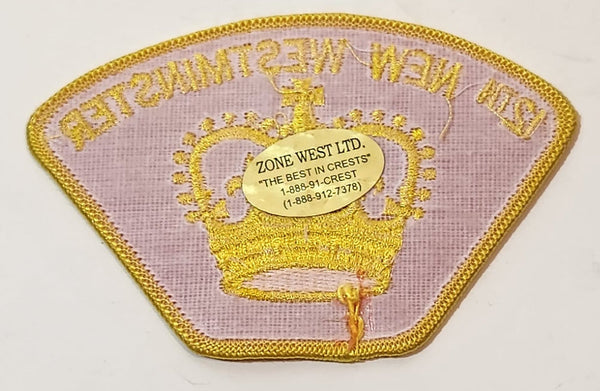 12TH NEW WESTMINSTER
ZONE WEST LTD.
"THE BEST IN CRESTS"
1-888-91-CREST
(1-888-912-7378)